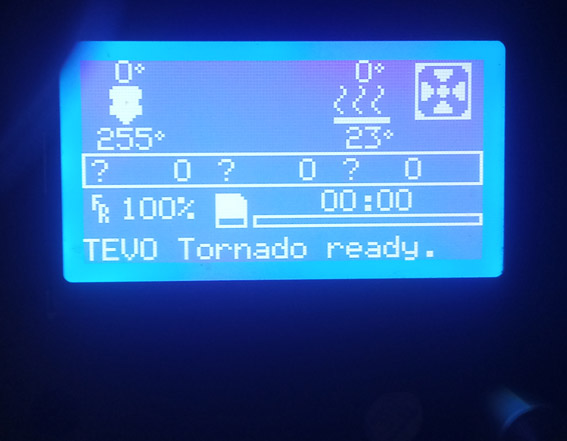 0° 0°
255° 23°
? 0 ? 0 ? 0
FR 100% 00:00
TEVO Tornado ready.